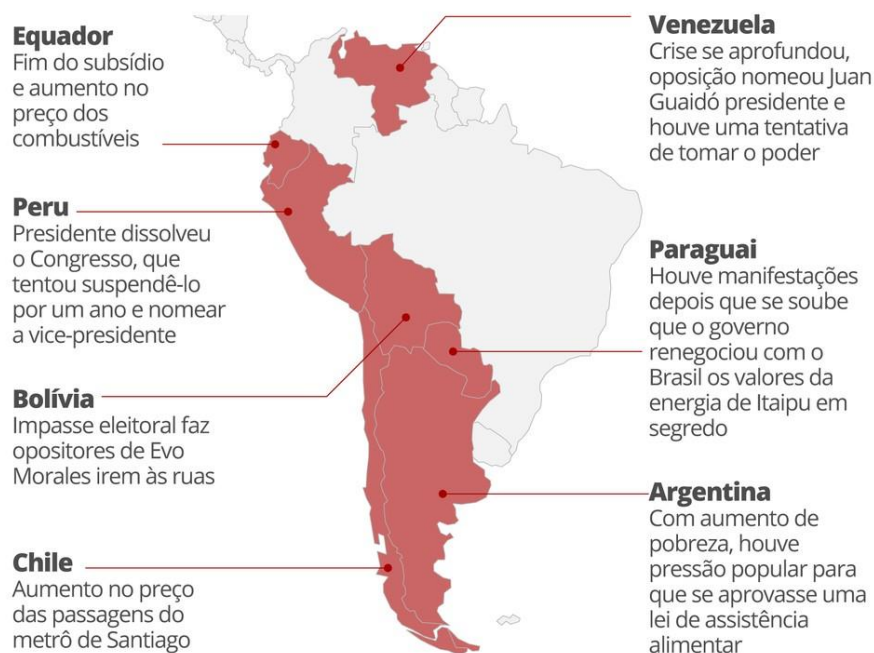 Equador
Fim do subsídio
e aumento no
preço dos
combustíveis
Peru
Presidente dissolveu
o Congresso, que
tentou suspendê-lo
por um ano e nomear
a vice-presidente
Bolívia
Impasse eleitoral faz
opositores de Evo
Morales irem às ruas
Chile
Aumento no preço
das passagens do
metrô de Santiago
Venezuela
Crise se aprofundou,
oposição nomeou Juan
Guaidó presidente e
houve uma tentativa
de tomar o poder
Paraguai
Houve manifestações
depois que se soube
que o governo
renegociou com o
Brasil os valores da
energia de Itaipu em
segredo
Argentina
Com aumento de
pobreza, houve
pressão popular para
que se aprovasse uma
lei de assistência
alimentar